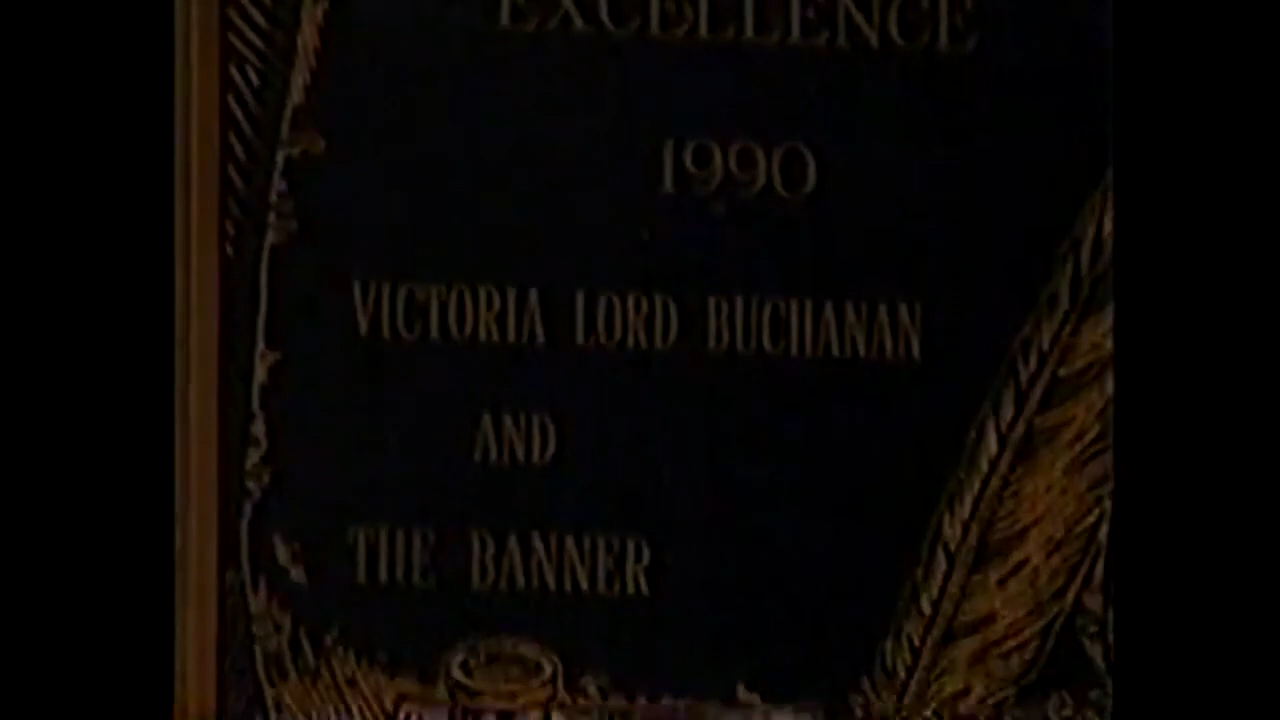 EXCELLENCE
1990
VICTORIA LORD BUCHANAN
AND
THE BANNER